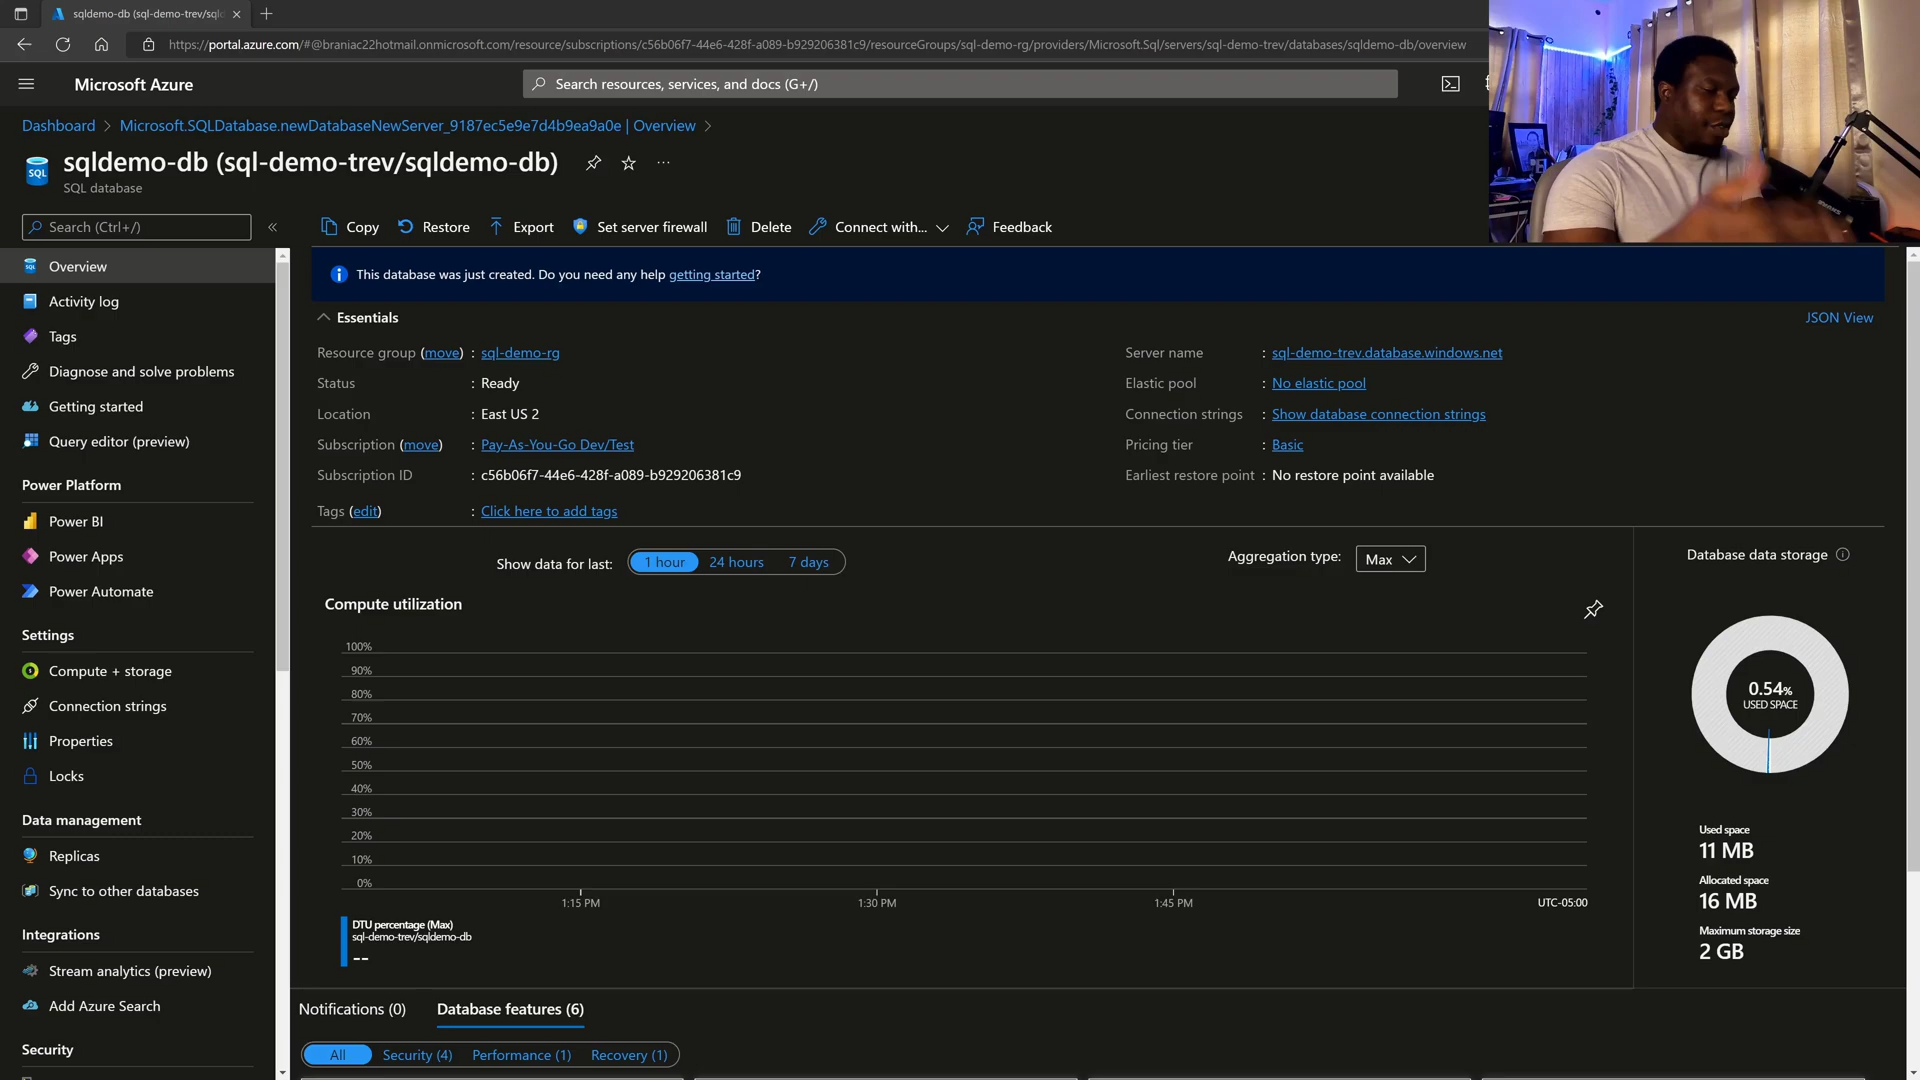 sqldemo-db (sql-demo-trev/sql
https://portal.azure.com/#@braniac22hotmail.onmicrosoft.com/resource/subscriptions/c56b06f7-44e6-428f-a089-b929206381c9/resourceGroups/sql-demo-rg/providers/Microsoft.Sql/servers/sql-demo-trev/databases/sqldemo-db/overview
Microsoft Azure
Search resources, services, and docs (G+/)
Dashboard > Microsoft.SQLDatabase.newDatabaseNewServer_9187ec5e9e7d4b9ea9a0e | Overview >
SQL
sqldemo-db (sql-demo-trev/sqldemo-db)
SQL database
Search (Ctrl+/)
Copy
Restore
Export
Set server firewall
Delete
Connect with...
Feedback
Overview
Activity log
Tags
Diagnose and solve problems
Getting started
Query editor (preview)
Power Platform
Power BI
Power Apps
Power Automate
Settings
Compute + storage
Connection strings
Properties
Locks
Data management
Replicas
Sync to other databases
Integrations
Stream analytics (preview)
Add Azure Search
Security
This database was just created. Do you need any help getting started?
Essentials
JSON View
Resource group (move) : sql-demo-rg
Status : Ready
Location : East US 2
Subscription (move) : Pay-As-You-Go Dev/Test
Subscription ID : c56b06f7-44e6-428f-a089-b929206381c9
Tags (edit) : Click here to add tags
Server name : sql-demo-trev.database.windows.net
Elastic pool : No elastic pool
Connection strings : Show database connection strings
Pricing tier : Basic
Earliest restore point : No restore point available
Show data for last: 1 hour 24 hours 7 days
Aggregation type: Max
Compute utilization
100%
90%
80%
70%
60%
50%
40%
30%
20%
10%
0%
1:15 PM 1:30 PM 1:45 PM UTC-05:00
DTU percentage (Max)
sql-demo-trev/sqldemo-db
--
Database data storage
0.54%
USED SPACE
Used space
11 MB
Allocated space
16 MB
Maximum storage size
2 GB
Notifications (0) Database features (6)
All Security (4) Performance (1) Recovery (1)